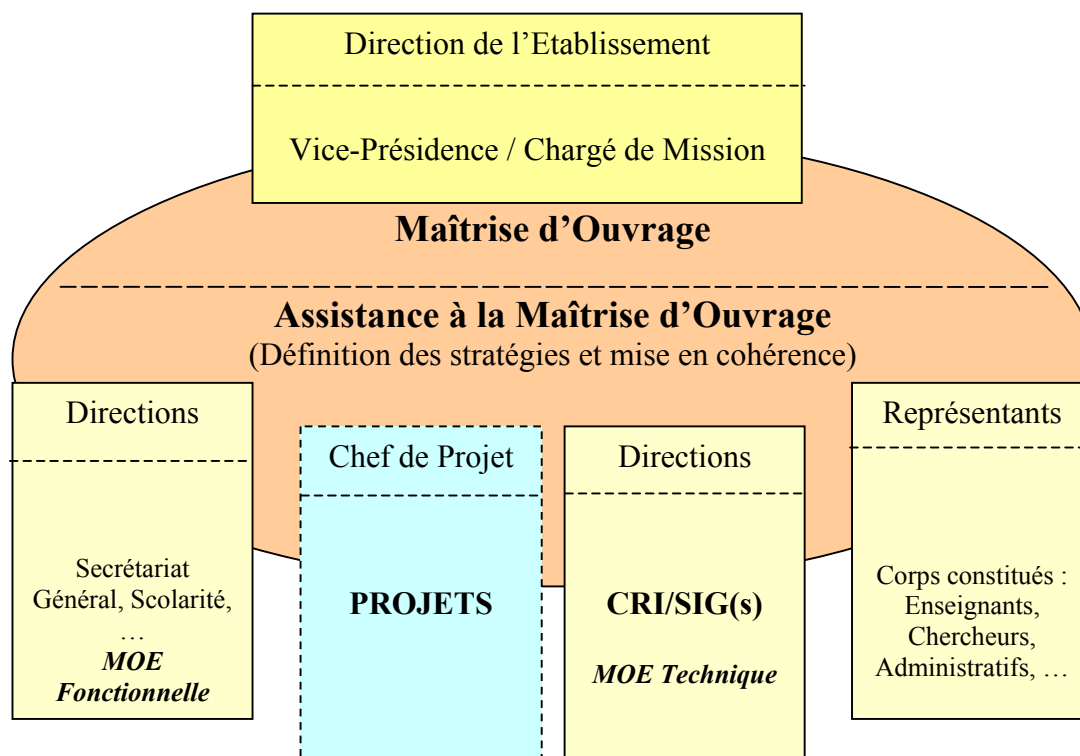 Direction de l’Etablissement
Vice-Présidence / Chargé de Mission
Maîtrise d’Ouvrage
Assistance à la Maîtrise d’Ouvrage
(Définition des stratégies et mise en cohérence)
Directions
Secrétariat
Général, Scolarité,
…
MOE
Fonctionnelle
Chef de Projet
PROJETS
Directions
CRI/SIG(s)
MOE Technique
Représentants
Corps constitués :
Enseignants,
Chercheurs,
Administratifs, …